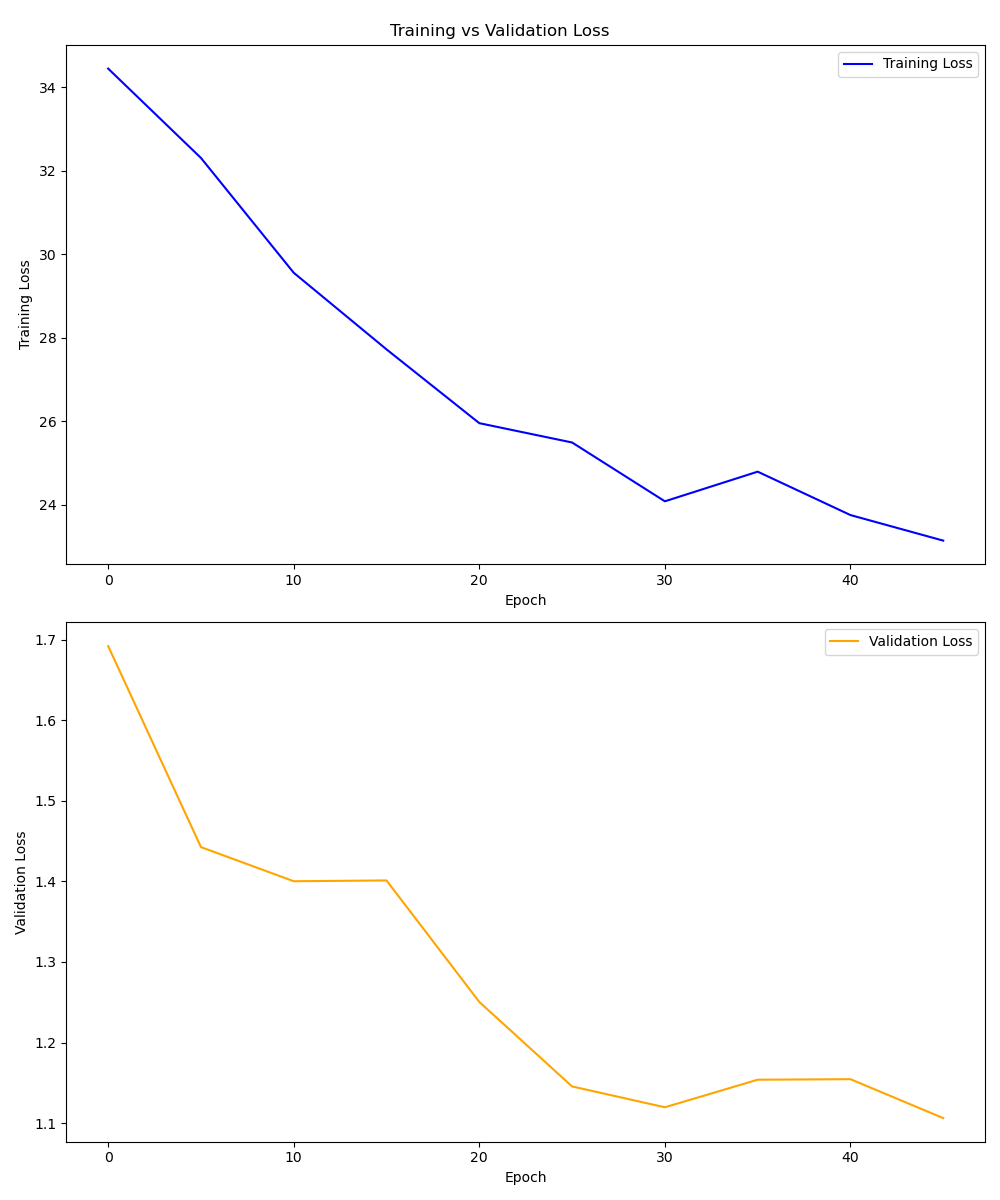 Training vs Validation Loss
Training Loss
34
32
30
28
26
24
Training Loss
0 10 20 30 40
Epoch
Validation Loss
1.7
1.6
1.5
1.4
1.3
1.2
1.1
Validation Loss
0 10 20 30 40
Epoch